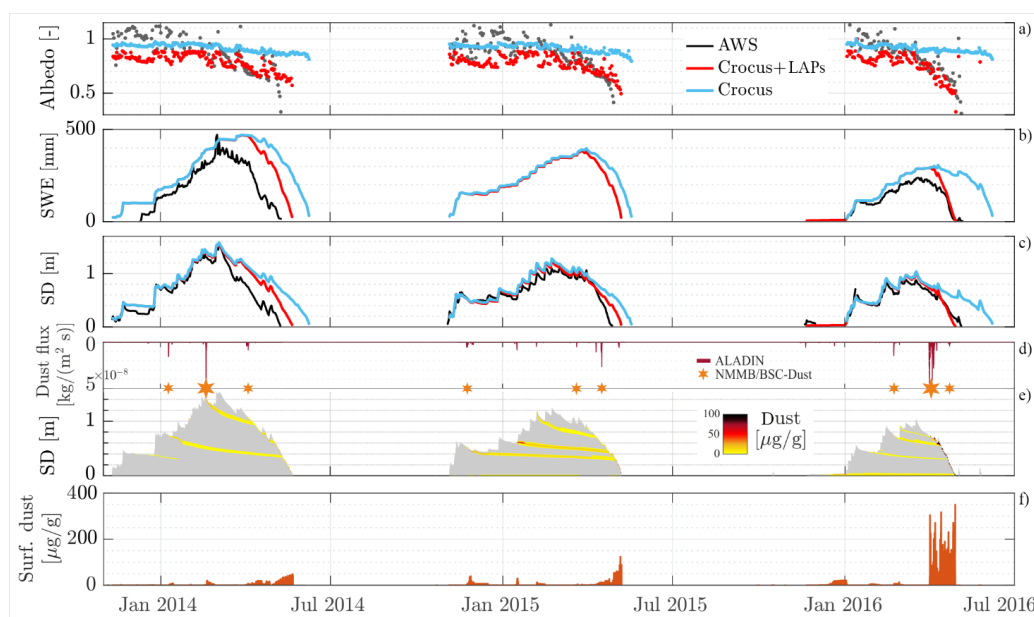 Albedo [-]
1
0.5
a)
AWS
Crocus+LAPs
Crocus
SWE [mm]
500
0
b)
SD [m]
1
0
c)
Dust flux
[kg/(m² s)]
0
5
×10⁻⁸
d)
ALADIN
NMMB/BSC-Dust
SD [m]
1
0
e)
100
50
0
Dust
[µg/g]
Surf. dust
[µg/g]
400
200
0
f)
Jan 2014
Jul 2014
Jan 2015
Jul 2015
Jan 2016
Jul 2016